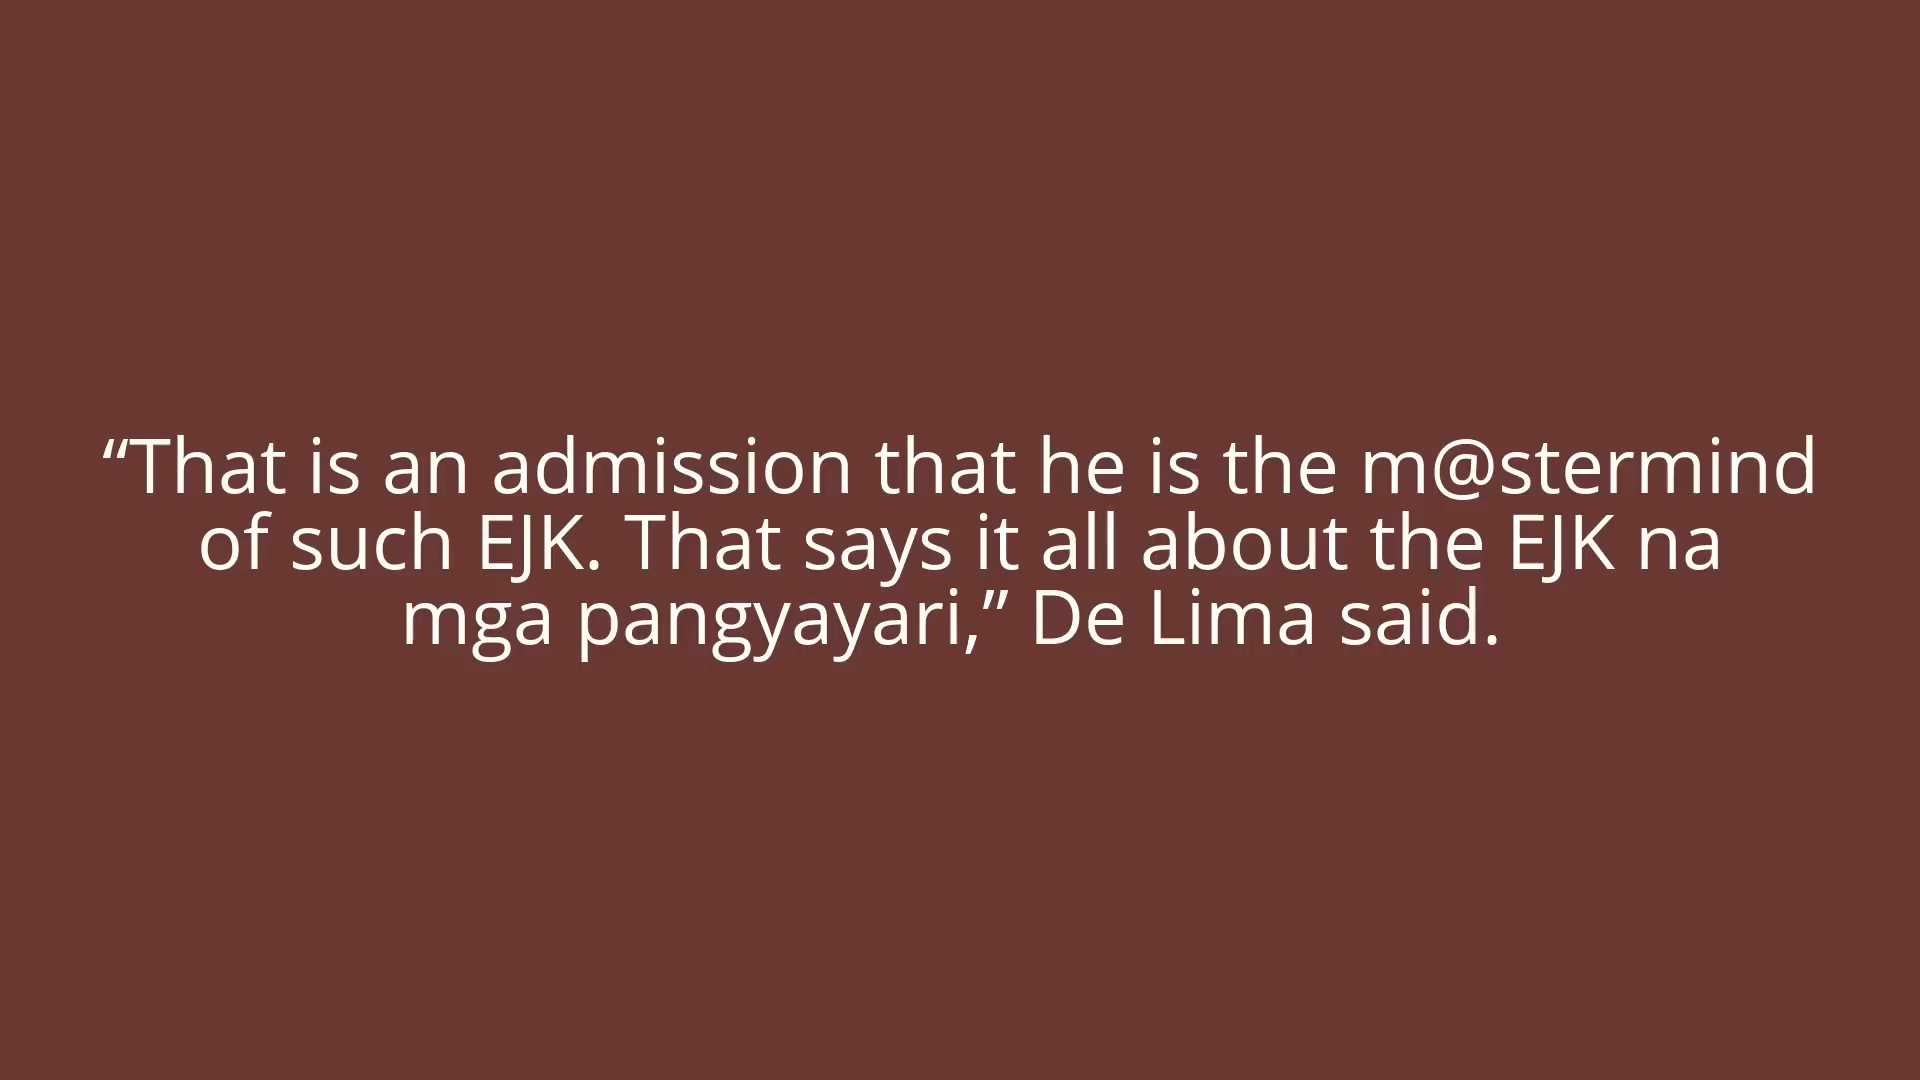 “That is an admission that he is the m@stermind
of such EJK. That says it all about the EJK na
mga pangyayari,” De Lima said.